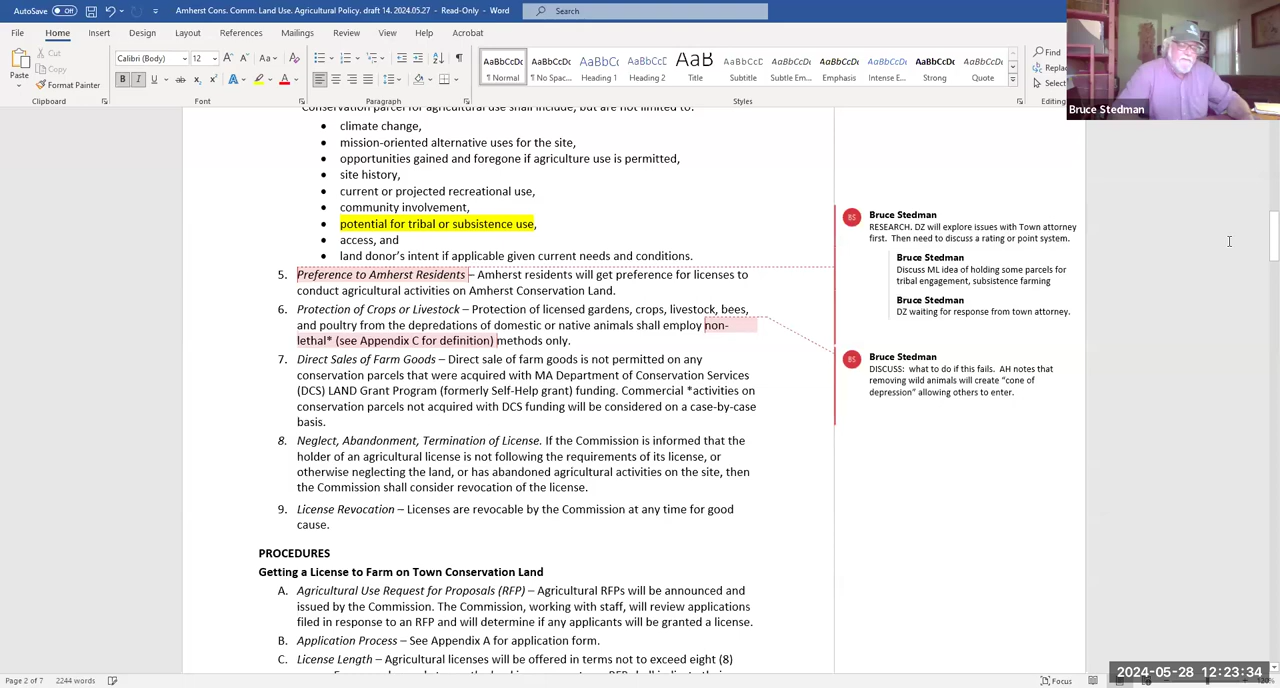 AutoSave Off Amherst Cons. Comm. Land Use. Agricultural Policy. draft 14. 2024.05.27 - Read-Only - Word Search
File Home Insert Design Layout References Mailings Review View Help Acrobat
Paste
Cut
Copy
Format Painter
Clipboard
Calibri (Body) 12
Font
Paragraph
AaBbCcDc AaBbCcDc AaBbCc AaBbCcC AaB AaBbCcC AaBbCcDt AaBbCcDt AaBbCcDt AaBbCcDc AaBbCcDt
¶ Normal ¶ No Spac... Heading 1 Heading 2 Title Subtitle Subtle Em... Emphasis Intense E... Strong Quote
Styles
Find
Select
Editing
Bruce Stedman
Conservation parcel for agricultural use shall include, but are not limited to:
• climate change,
• mission-oriented alternative uses for the site,
• opportunities gained and foregone if agriculture use is permitted,
• site history,
• current or projected recreational use,
• community involvement,
• potential for tribal or subsistence use,
• access, and
• land donor's intent if applicable given current needs and conditions.
5. Preference to Amherst Residents – Amherst residents will get preference for licenses to
conduct agricultural activities on Amherst Conservation Land.
6. Protection of Crops or Livestock – Protection of licensed gardens, crops, livestock, bees,
and poultry from the depredations of domestic or native animals shall employ non-
lethal* (see Appendix C for definition) methods only.
7. Direct Sales of Farm Goods – Direct sale of farm goods is not permitted on any
conservation parcels that were acquired with MA Department of Conservation Services
(DCS) LAND Grant Program (formerly Self-Help grant) funding. Commercial *activities on
conservation parcels not acquired with DCS funding will be considered on a case-by-case
basis.
8. Neglect, Abandonment, Termination of License. If the Commission is informed that the
holder of an agricultural license is not following the requirements of its license, or
otherwise neglecting the land, or has abandoned agricultural activities on the site, then
the Commission shall consider revocation of the license.
9. License Revocation – Licenses are revocable by the Commission at any time for good
cause.
PROCEDURES
Getting a License to Farm on Town Conservation Land
A. Agricultural Use Request for Proposals (RFP) – Agricultural RFPs will be announced and
issued by the Commission. The Commission, working with staff, will review applications
filed in response to an RFP and will determine if any applicants will be granted a license.
B. Application Process – See Appendix A for application form.
C. License Length – Agricultural licenses will be offered in terms not to exceed eight (8)
BS Bruce Stedman
RESEARCH. DZ will explore issues with Town attorney
first. Then need to discuss a rating or point system.
Bruce Stedman
Discuss ML idea of holding some parcels for
tribal engagement, subsistence farming
Bruce Stedman
DZ waiting for response from town attorney.
BS Bruce Stedman
DISCUSS: what to do if this fails. AH notes that
removing wild animals will create "cone of
depression" allowing others to enter.
Page 2 of 7 2244 words Focus
2024-05-28 12:23:34